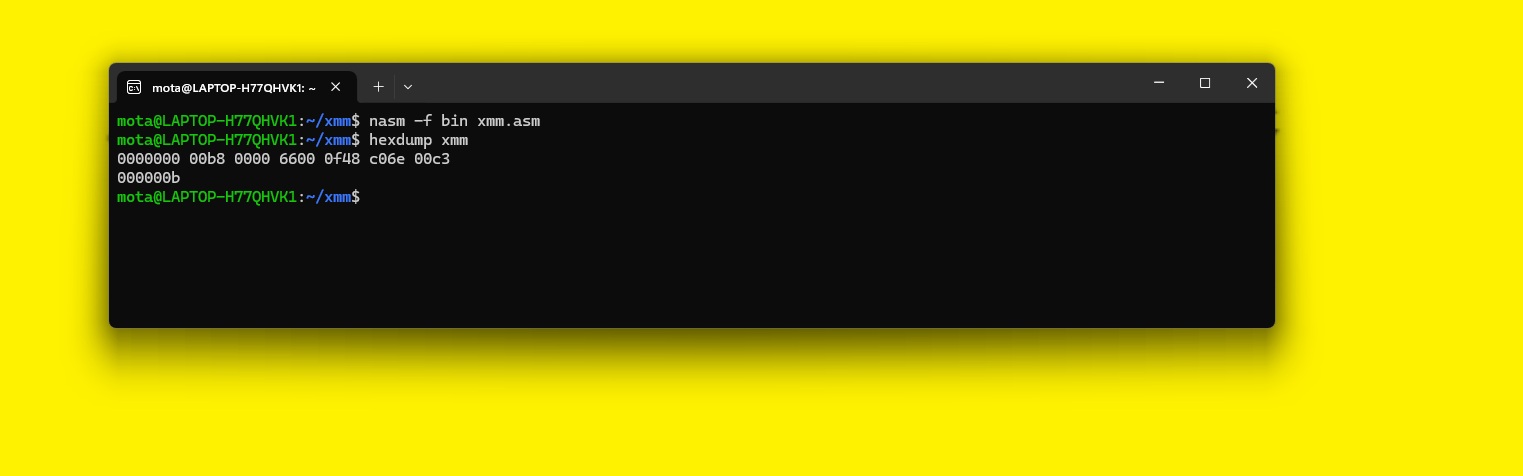 mota@LAPTOP-H77QHVK1: ~
mota@LAPTOP-H77QHVK1:~/xmm$ nasm -f bin xmm.asm
mota@LAPTOP-H77QHVK1:~/xmm$ hexdump xmm
0000000 00b8 0000 6600 0f48 c06e 00c3
000000b
mota@LAPTOP-H77QHVK1:~/xmm$